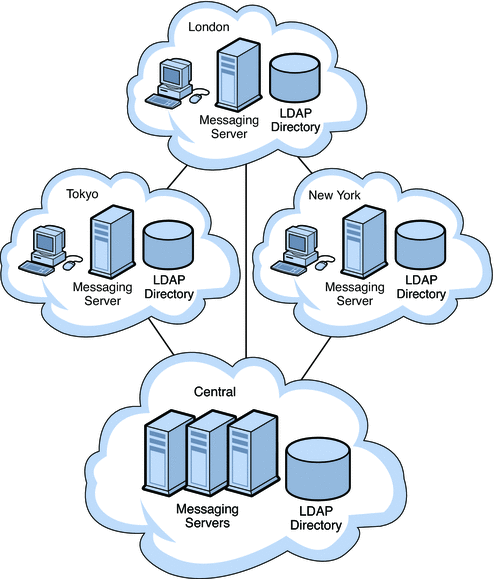 London
Messaging
Server
LDAP
Directory
Tokyo
Messaging
Server
LDAP
Directory
New York
Messaging
Server
LDAP
Directory
Central
Messaging
Servers
LDAP
Directory